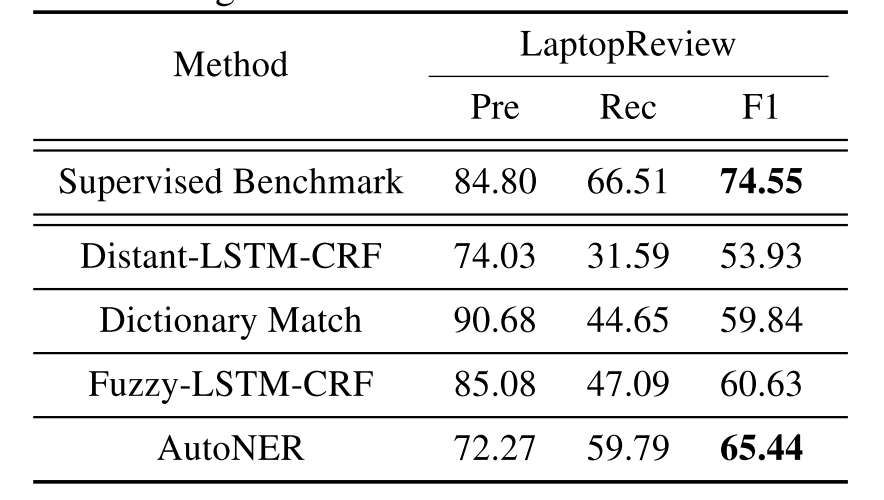 LaptopReview
Method
Pre Rec F1
Supervised Benchmark 84.80 66.51 74.55
Distant-LSTM-CRF 74.03 31.59 53.93
Dictionary Match 90.68 44.65 59.84
Fuzzy-LSTM-CRF 85.08 47.09 60.63
AutoNER 72.27 59.79 65.44